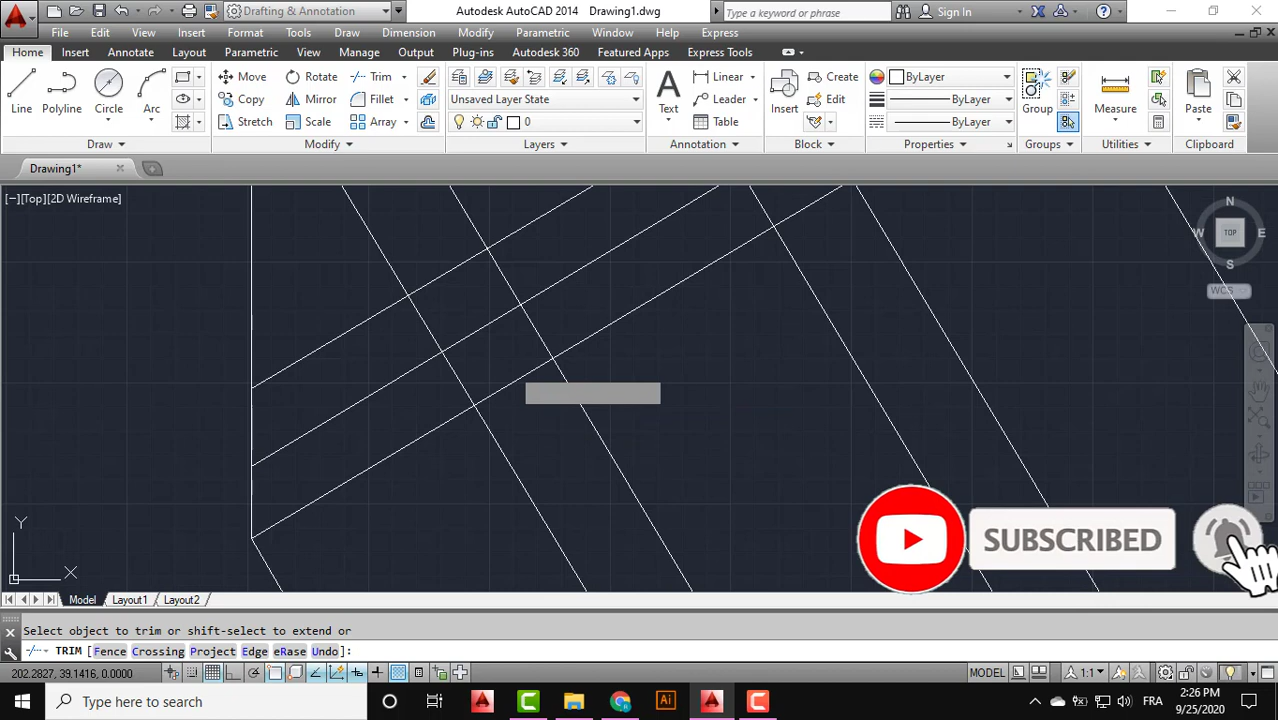 Drafting & Annotation
Autodesk AutoCAD 2014 Drawing1.dwg
Type a keyword or phrase
Sign In
File Edit View Insert Format Tools Draw Dimension Modify Parametric Window Help Express
Home Insert Annotate Layout Parametric View Manage Output Plug-ins Autodesk 360 Featured Apps Express Tools
Line
Polyline
Circle
Arc
Draw
Move
Rotate
Trim
Copy
Mirror
Fillet
Stretch
Scale
Array
Modify
Unsaved Layer State
0
Layers
Text
Linear
Leader
Table
Annotation
Insert
Create
Edit
Block
ByLayer
ByLayer
ByLayer
Properties
Group
Groups
Measure
Utilities
Paste
Clipboard
Drawing1*
[−][Top][2D Wireframe]
N
W TOP E
S
WCS
Y
X
SUBSCRIBED
Model Layout1 Layout2
Select object to trim or shift-select to extend or
TRIM [Fence Crossing Project Edge eRase Undo]:
202.2827, 39.1416, 0.0000
MODEL
1:1
Type here to search
Ai
FRA
2:26 PM
9/25/2020